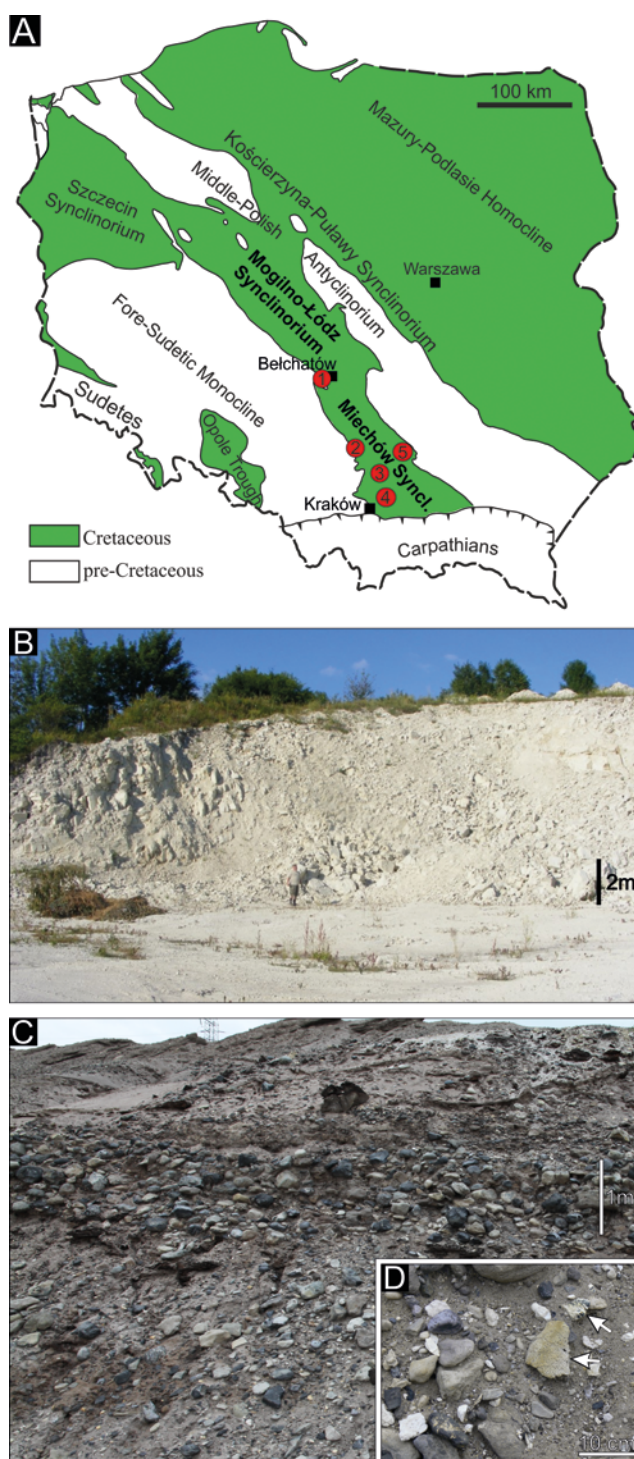 A
100 km
Mazury-Podlasie Homocline
Kościerzyna-Puławy Synclinorium
Middle-Polish
Antyclinorium
Szczecin
Synclinorium
Warszawa
Mogilno-Łódz
Synclinorium
Fore-Sudetic Monocline
Bełchatów
1
Sudetes
Opole Trough
2
5
Miechów Syncl.
3
4
Kraków
Carpathians
Cretaceous
pre-Cretaceous
B
2m
C
1m
D
10 cm